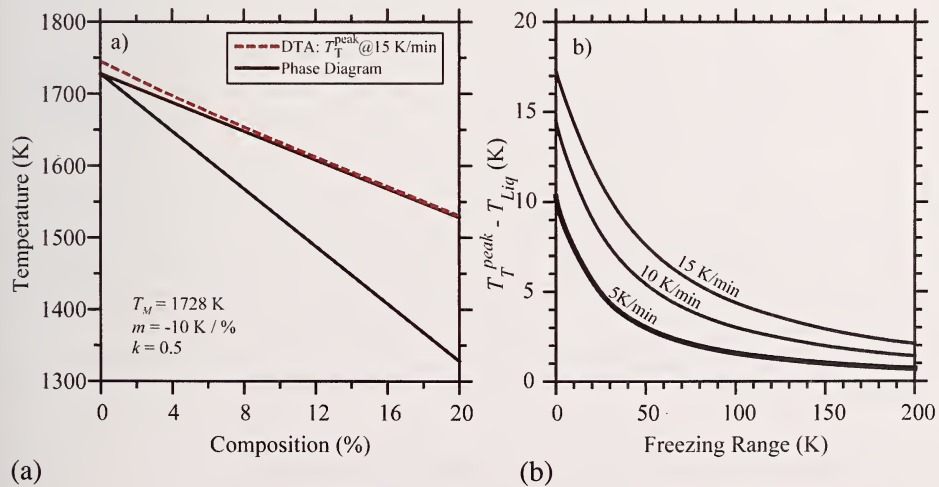 a)
DTA: T_T^peak @15 K/min
Phase Diagram
1800
1700
1600
1500
1400
1300
Temperature (K)
T_M = 1728 K
m = -10 K / %
k = 0.5
0 4 8 12 16 20
Composition (%)
(a)
b)
20
15
10
5
0
T_T^peak - T_Liq (K)
15 K/min
10 K/min
5K/min
0 50 100 150 200
Freezing Range (K)
(b)